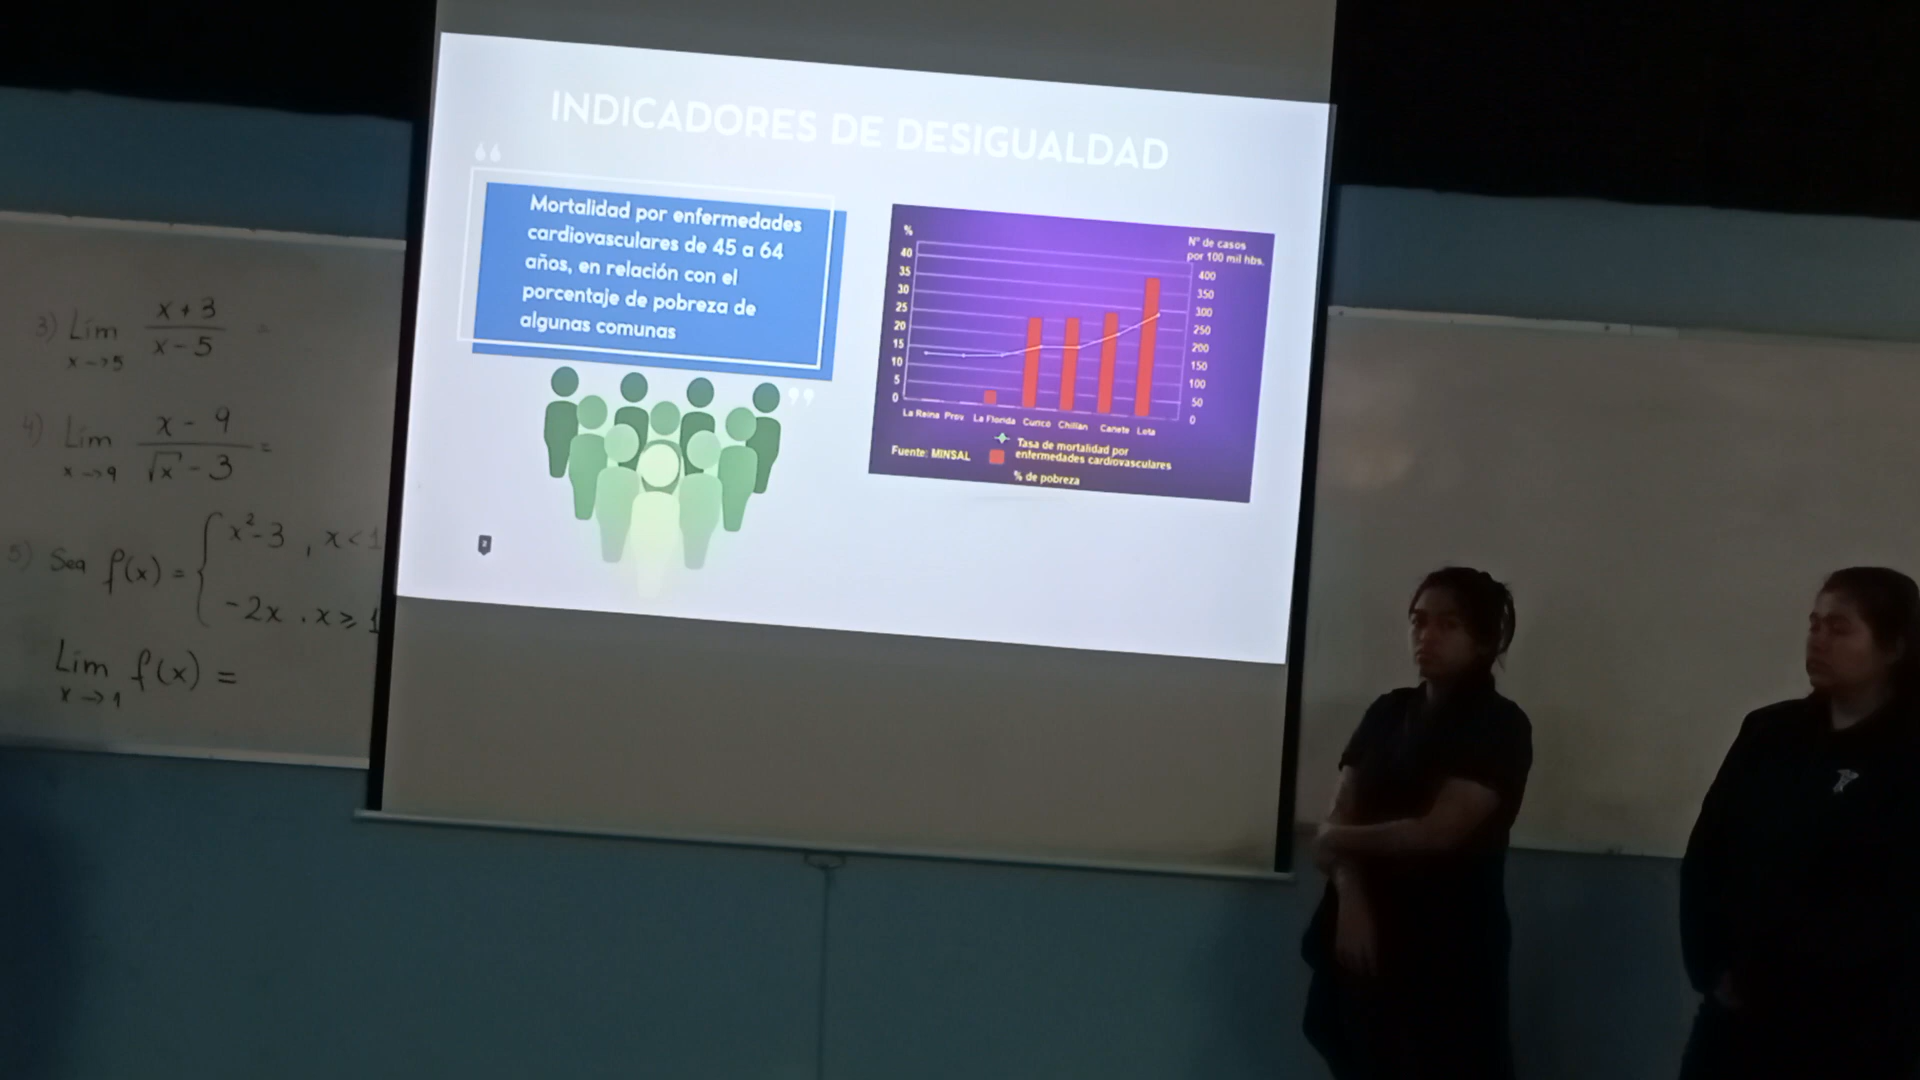 3) Lim x + 3
x → 5 x - 5 =
4) Lim x - 9
x → 9 √x - 3 =
5) Sea f(x) = { x² - 3 , x < 1
-2x , x ≥ 1
Lim f(x) =
x → 1
INDICADORES DE DESIGUALDAD
“
Mortalidad por enfermedades
cardiovasculares de 45 a 64
años, en relación con el
porcentaje de pobreza de
algunas comunas
”
%
40
35
30
25
20
15
10
5
0
Nº de casos
por 100 mil hbs.
400
350
300
250
200
150
100
50
0
La Reina Prov La Florida Curicó Chillan Cañete Lota
Tasa de mortalidad por
enfermedades cardiovasculares
Fuente: MINSAL
% de pobreza